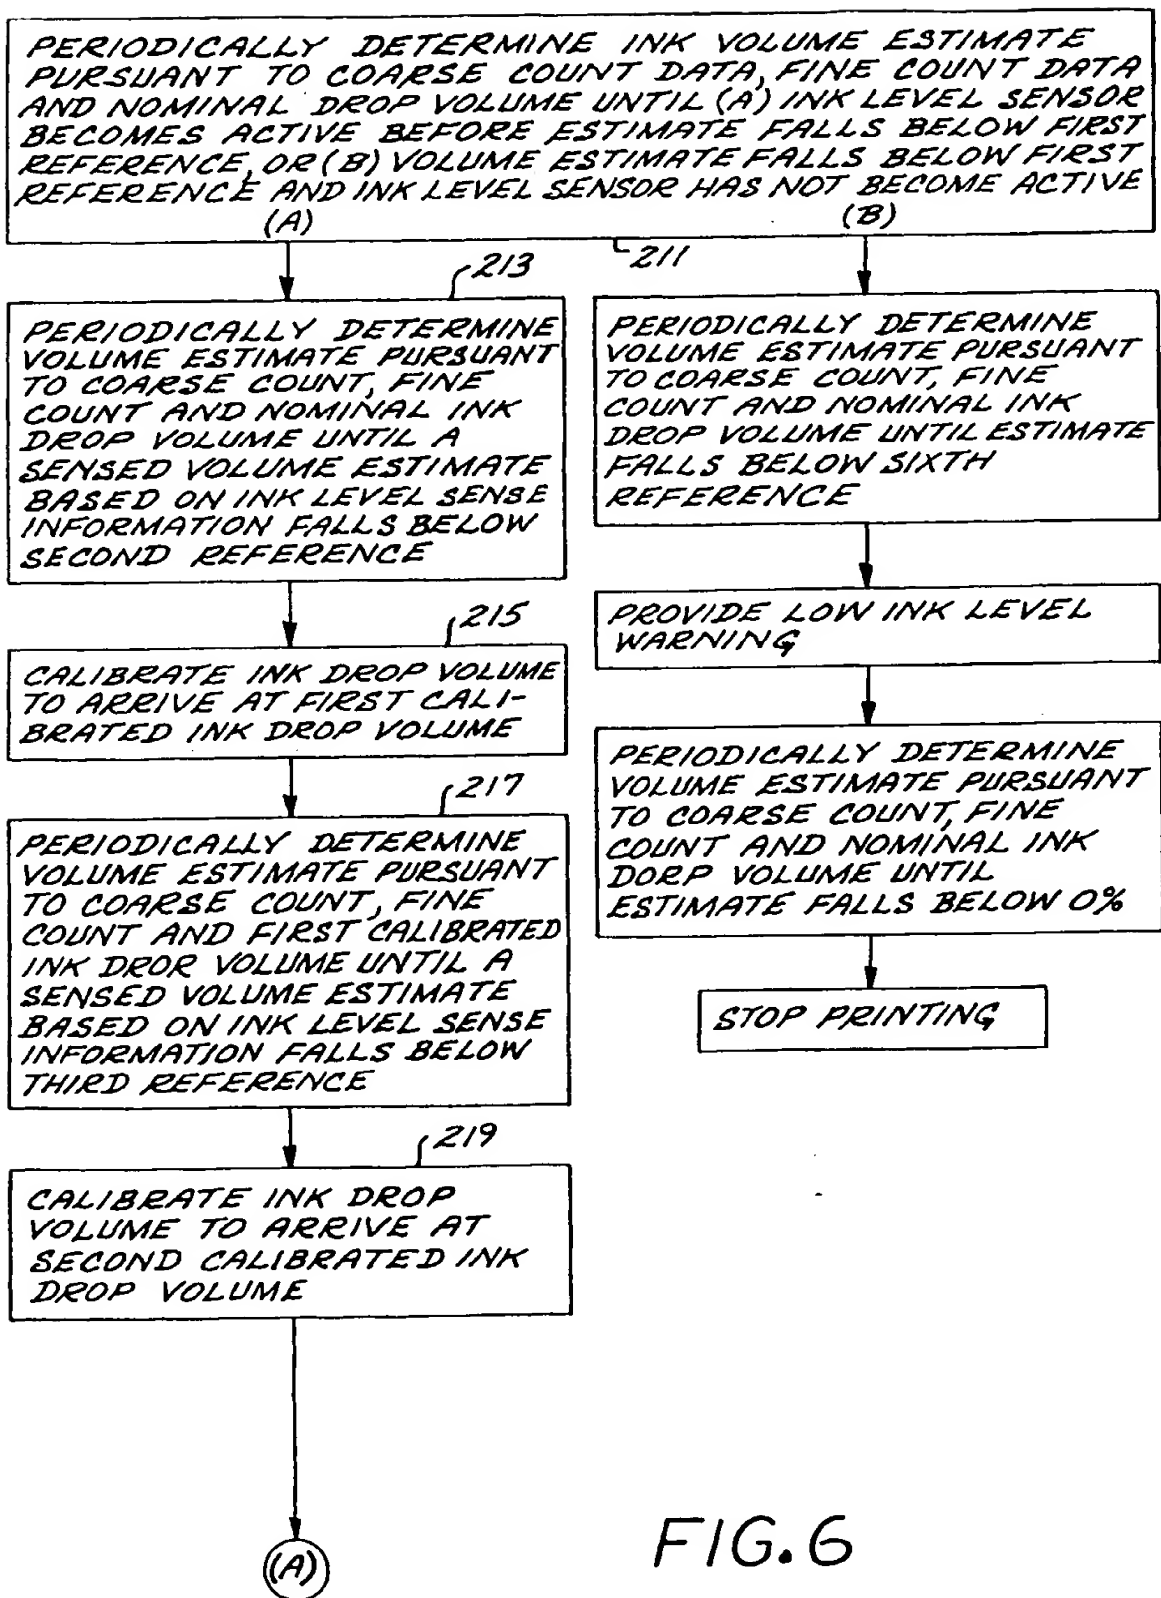 PERIODICALLY DETERMINE INK VOLUME ESTIMATE
PURSUANT TO COARSE COUNT DATA, FINE COUNT DATA
AND NOMINAL DROP VOLUME UNTIL (A) INK LEVEL SENSOR
BECOMES ACTIVE BEFORE ESTIMATE FALLS BELOW FIRST
REFERENCE, OR (B) VOLUME ESTIMATE FALLS BELOW FIRST
REFERENCE AND INK LEVEL SENSOR HAS NOT BECOME ACTIVE
(A) (B)
211
213
PERIODICALLY DETERMINE
VOLUME ESTIMATE PURSUANT
TO COARSE COUNT, FINE
COUNT AND NOMINAL INK
DROP VOLUME UNTIL A
SENSED VOLUME ESTIMATE
BASED ON INK LEVEL SENSE
INFORMATION FALLS BELOW
SECOND REFERENCE
215
CALIBRATE INK DROP VOLUME
TO ARRIVE AT FIRST CALI-
BRATED INK DROP VOLUME
217
PERIODICALLY DETERMINE
VOLUME ESTIMATE PURSUANT
TO COARSE COUNT, FINE
COUNT AND FIRST CALIBRATED
INK DROR VOLUME UNTIL A
SENSED VOLUME ESTIMATE
BASED ON INK LEVEL SENSE
INFORMATION FALLS BELOW
THIRD REFERENCE
219
CALIBRATE INK DROP
VOLUME TO ARRIVE AT
SECOND CALIBRATED INK
DROP VOLUME
(A)
PERIODICALLY DETERMINE
VOLUME ESTIMATE PURSUANT
TO COARSE COUNT, FINE
COUNT AND NOMINAL INK
DROP VOLUME UNTIL ESTIMATE
FALLS BELOW SIXTH
REFERENCE
PROVIDE LOW INK LEVEL
WARNING
PERIODICALLY DETERMINE
VOLUME ESTIMATE PURSUANT
TO COARSE COUNT, FINE
COUNT AND NOMINAL INK
DORP VOLUME UNTIL
ESTIMATE FALLS BELOW 0%
STOP PRINTING
FIG. 6